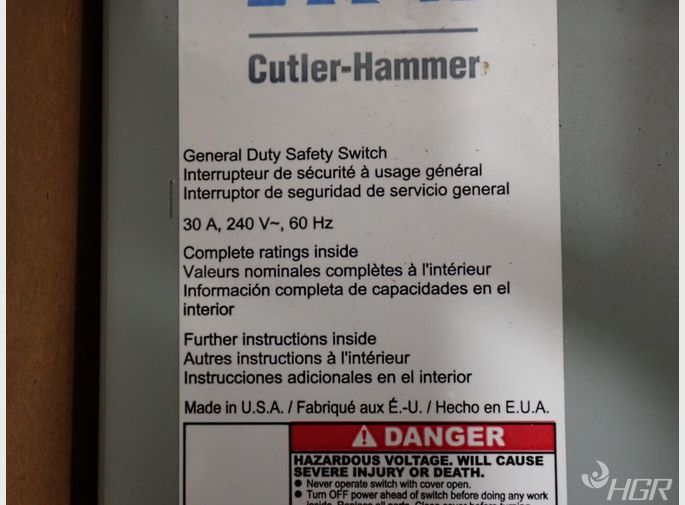 Cutler-Hammer
General Duty Safety Switch
Interrupteur de sécurité à usage général
Interruptor de seguridad de servicio general
30 A, 240 V~, 60 Hz
Complete ratings inside
Valeurs nominales complètes à l'intérieur
Información completa de capacidades en el
interior
Further instructions inside
Autres instructions à l'intérieur
Instrucciones adicionales en el interior
Made in U.S.A. / Fabriqué aux É.-U. / Hecho en E.U.A.
DANGER
HAZARDOUS VOLTAGE. WILL CAUSE
SEVERE INJURY OR DEATH.
● Never operate switch with cover open.
● Turn OFF power ahead of switch before doing any work
HGR